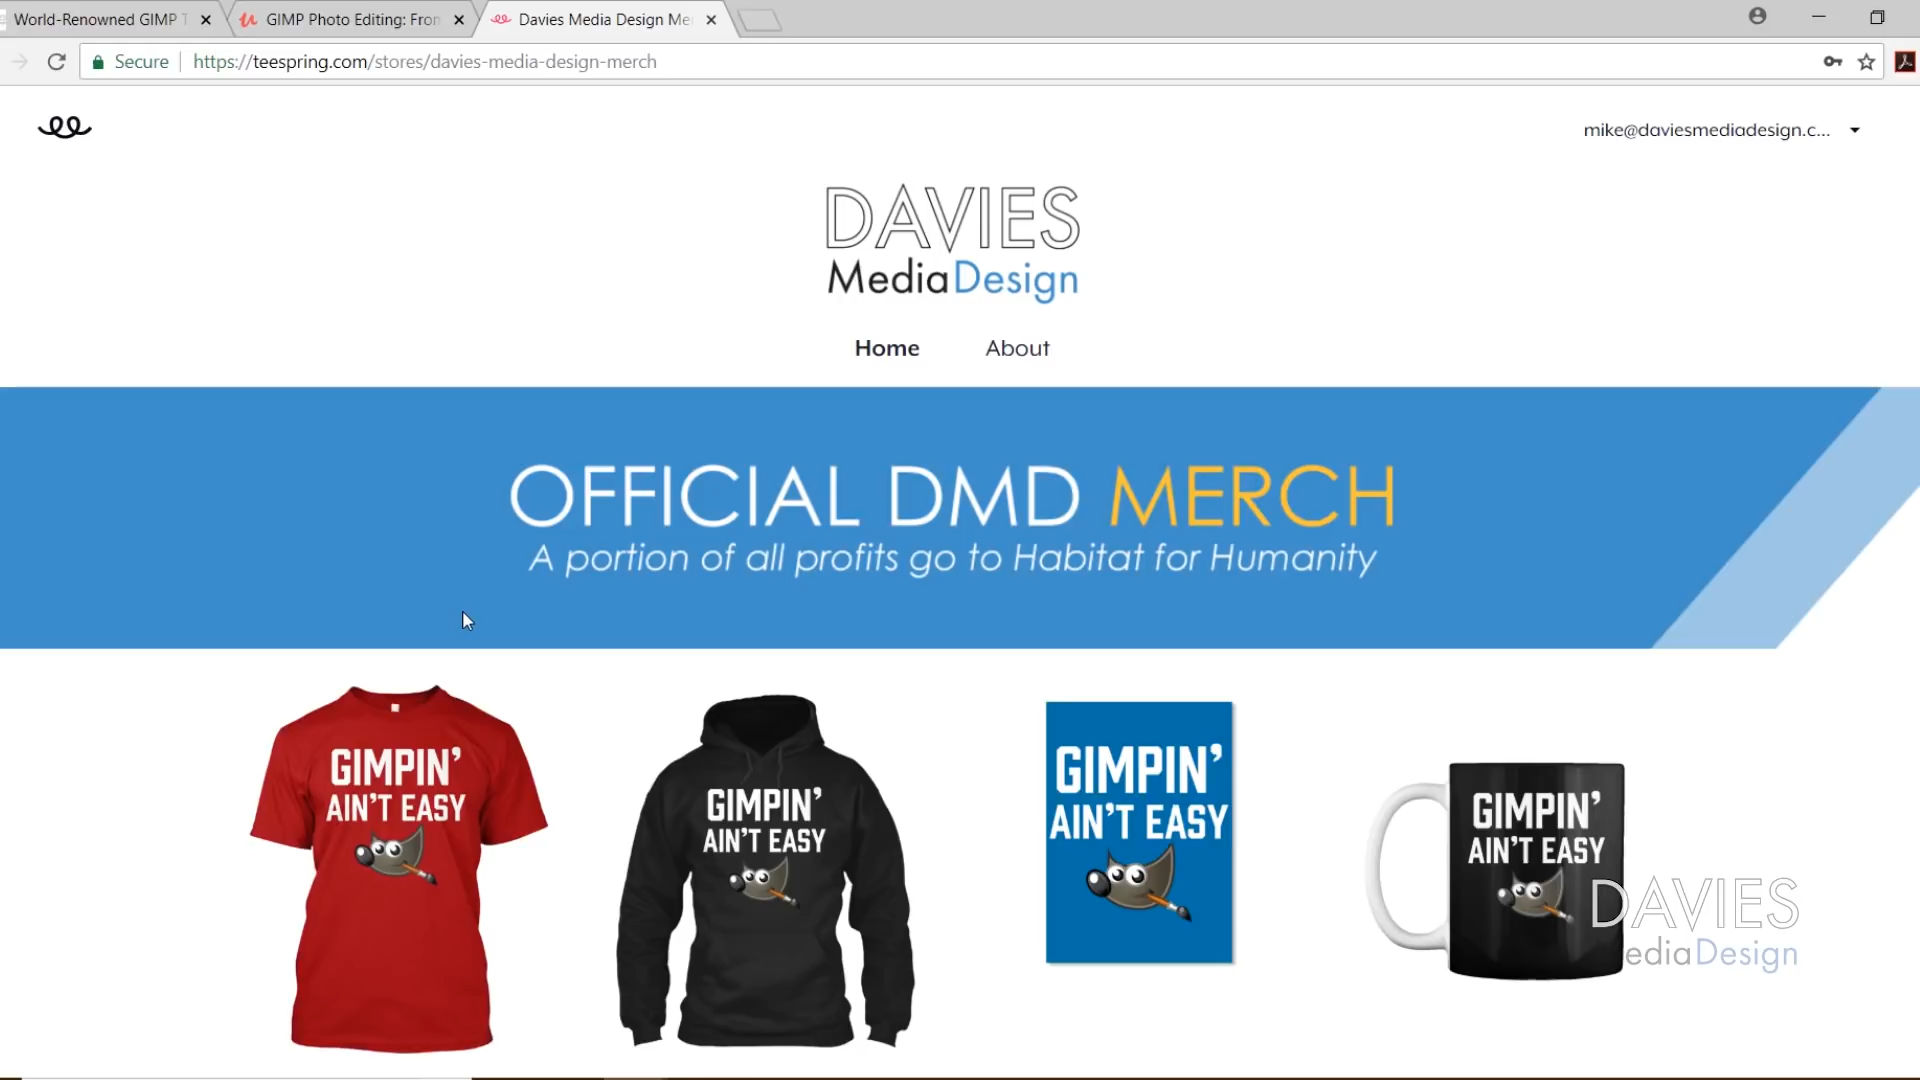 World-Renowned GIMP T
GIMP Photo Editing: From
Davies Media Design Me
Secure
https://teespring.com/stores/davies-media-design-merch
mike@daviesmediadesign.c...
DAVIES
MediaDesign
Home
About
OFFICIAL DMD MERCH
A portion of all profits go to Habitat for Humanity
GIMPIN’
AIN’T EASY
GIMPIN’
AIN’T EASY
GIMPIN’
AIN’T EASY
GIMPIN’
AIN’T EASY
DAVIES
ediaDesign